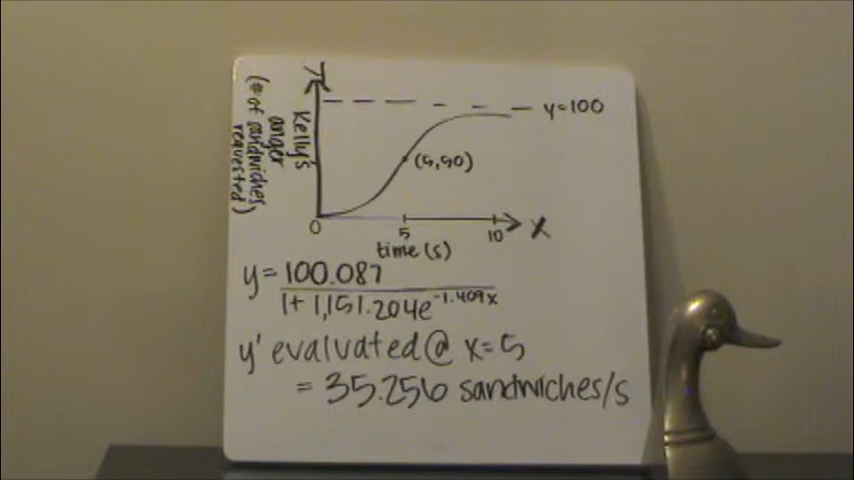 y
Kelly's
anger
(# of sandwiches
requested)
y=100
(5,50)
0
5
10
x
time (s)
y= 100.087
1+ 1,151.204e^-1.409x
y' evaluated @ x=5
= 35.256 sandwiches/s